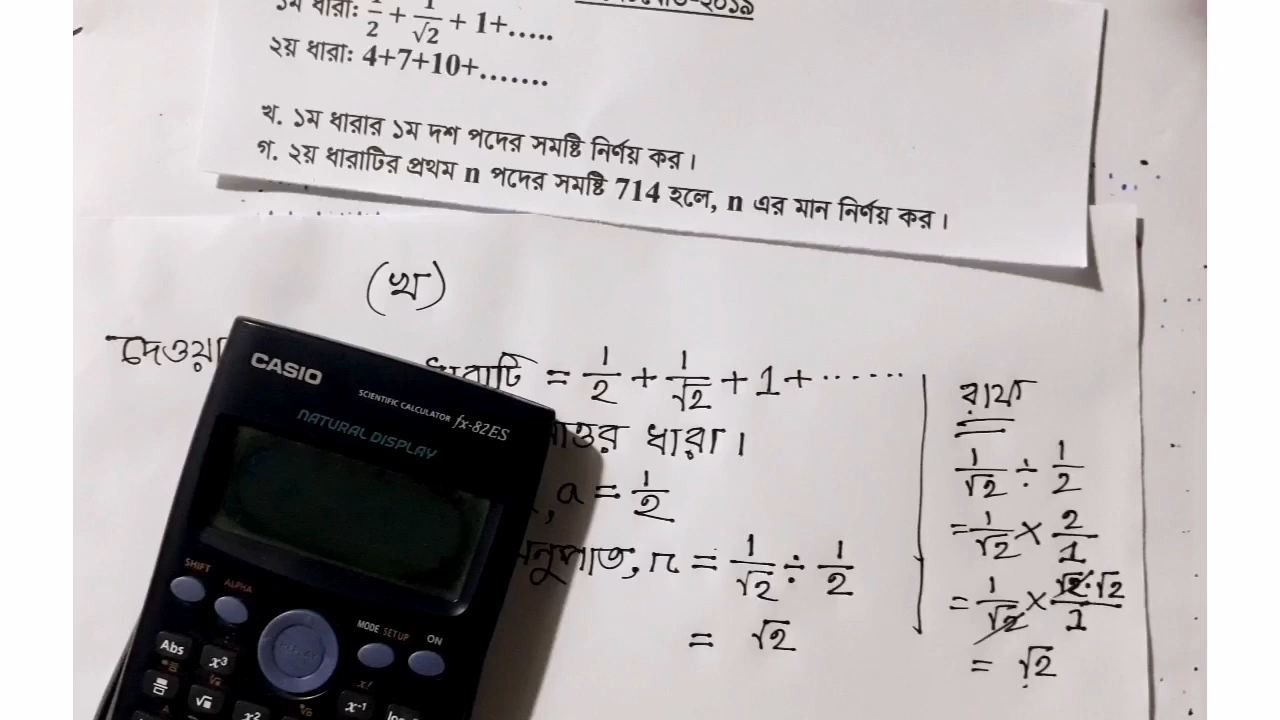 ১ম ধারাঃ 1/2 + 1/√2 + 1+.....
২য় ধারাঃ 4+7+10+.......
খ. ১ম ধারার ১ম দশ পদের সমষ্টি নির্ণয় কর।
গ. ২য় ধারাটির প্রথম n পদের সমষ্টি 714 হলে, n এর মান নির্ণয় কর।
(খ)
ধারাটি = 1/2 + 1/√2 + 1 + ......
ধারা।
, a = 1/2
r = 1/√2 ÷ 1/2
= √2
রাফ
1/√2 ÷ 1/2
= 1/√2 × 2/1
= 1/√2 × √2·√2/1
= √2
CASIO
SCIENTIFIC CALCULATOR fx-82ES
NATURAL DISPLAY
SHIFT
ALPHA
MODE SETUP
ON
Abs
x³
x!
x⁻¹
√
x²